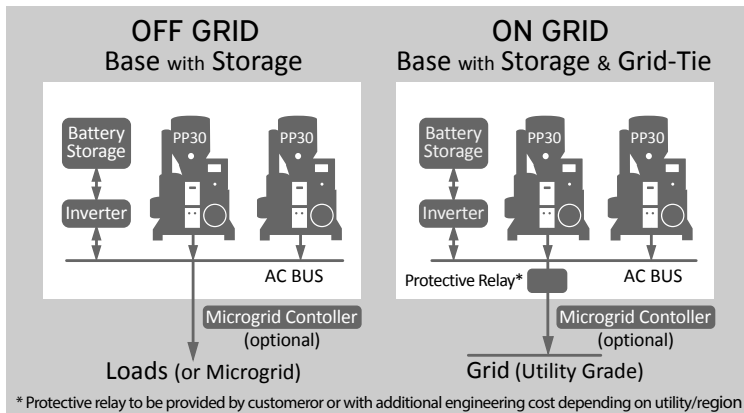 OFF GRID
Base with Storage
Battery
Storage
PP30
PP30
Inverter
AC BUS
Microgrid Contoller
(optional)
Loads (or Microgrid)
ON GRID
Base with Storage & Grid-Tie
Battery
Storage
PP30
PP30
Inverter
Protective Relay*
AC BUS
Microgrid Contoller
(optional)
Grid (Utility Grade)
* Protective relay to be provided by customeror or with additional engineering cost depending on utility/region